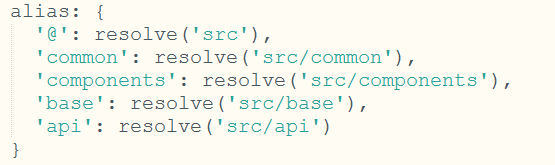 alias: {
  '@': resolve('src'),
  'common': resolve('src/common'),
  'components': resolve('src/components'),
  'base': resolve('src/base'),
  'api': resolve('src/api')
}